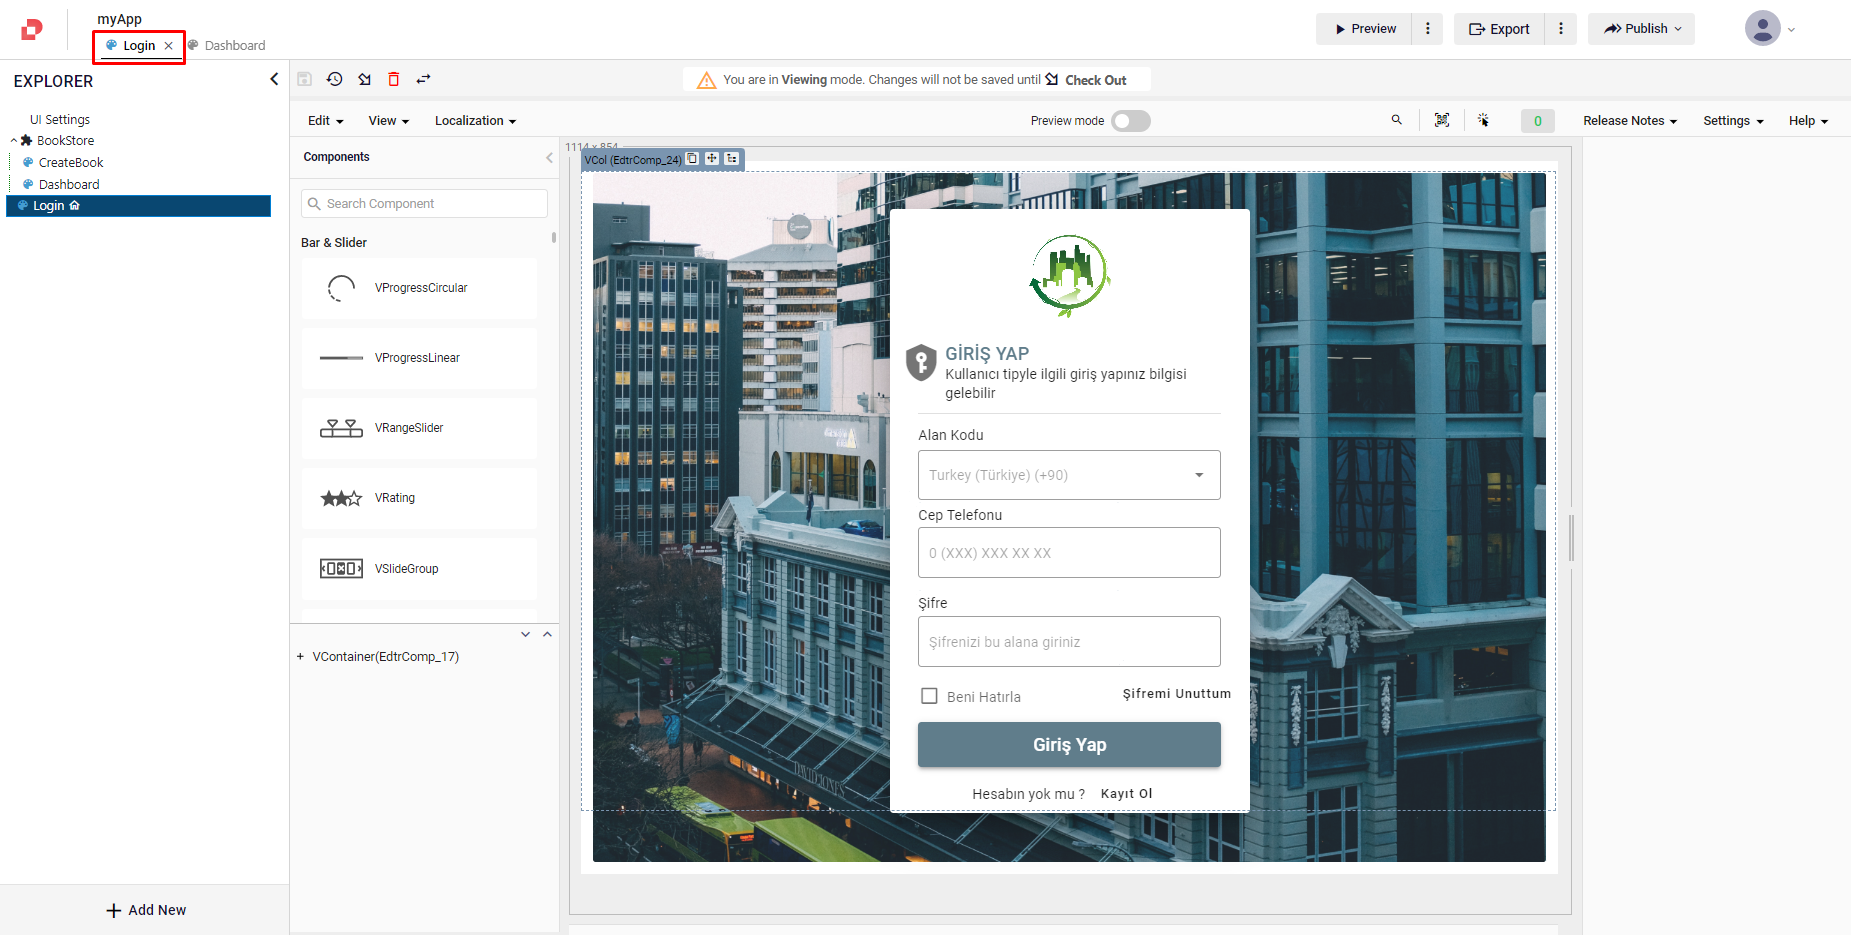 myApp
Login
Dashboard
Preview
Export
Publish
EXPLORER
You are in Viewing mode. Changes will not be saved until Check Out
UI Settings
BookStore
CreateBook
Dashboard
Login
Add New
Edit
View
Localization
Preview mode
0
Release Notes
Settings
Help
Components
Search Component
Bar & Slider
VProgressCircular
VProgressLinear
VRangeSlider
VRating
VSlideGroup
+ VContainer(EdtrComp_17)
1114 x 854
VCol (EdtrComp_24)
GİRİŞ YAP
Kullanıcı tipyle ilgili giriş yapınız bilgisi
gelebilir
Alan Kodu
Turkey (Türkiye) (+90)
Cep Telefonu
0 (XXX) XXX XX XX
Şifre
Şifrenizi bu alana giriniz
Beni Hatırla
Şifremi Unuttum
Giriş Yap
Hesabın yok mu ?
Kayıt Ol
DAVID JONES